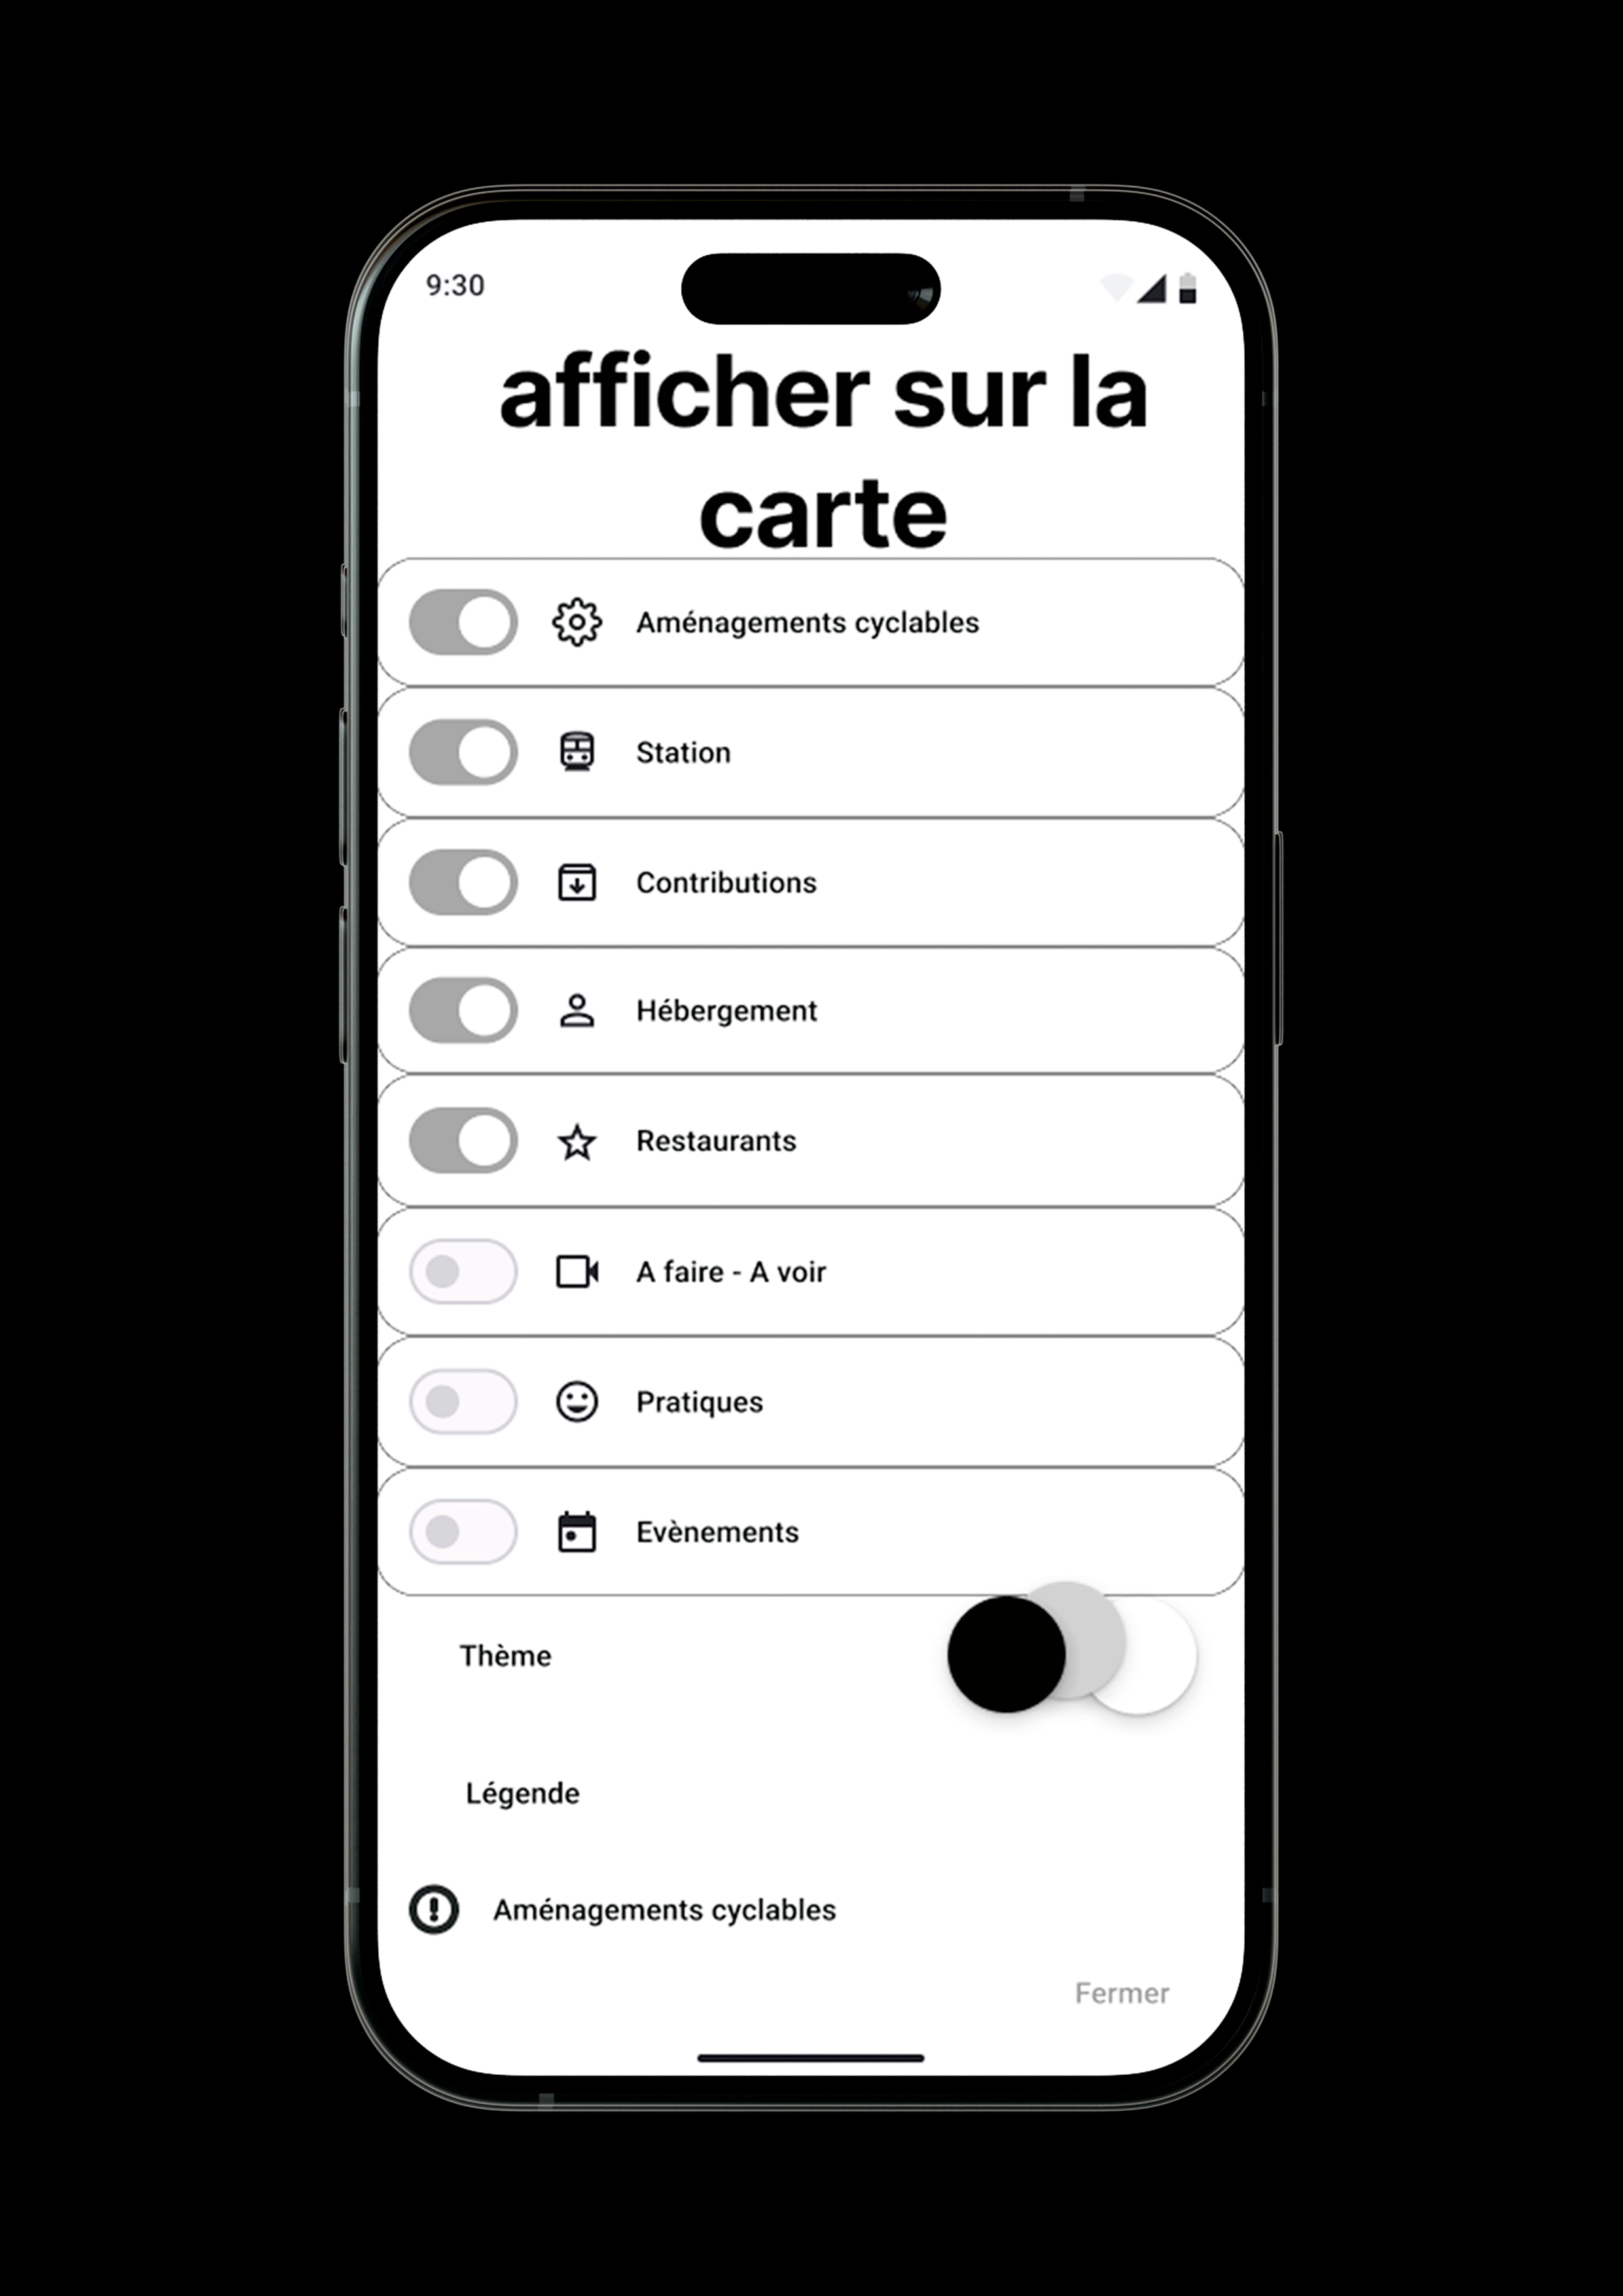 9:30
afficher sur la
carte
Aménagements cyclables
Station
Contributions
Hébergement
Restaurants
A faire - A voir
Pratiques
Evènements
Thème
Légende
Aménagements cyclables
Fermer